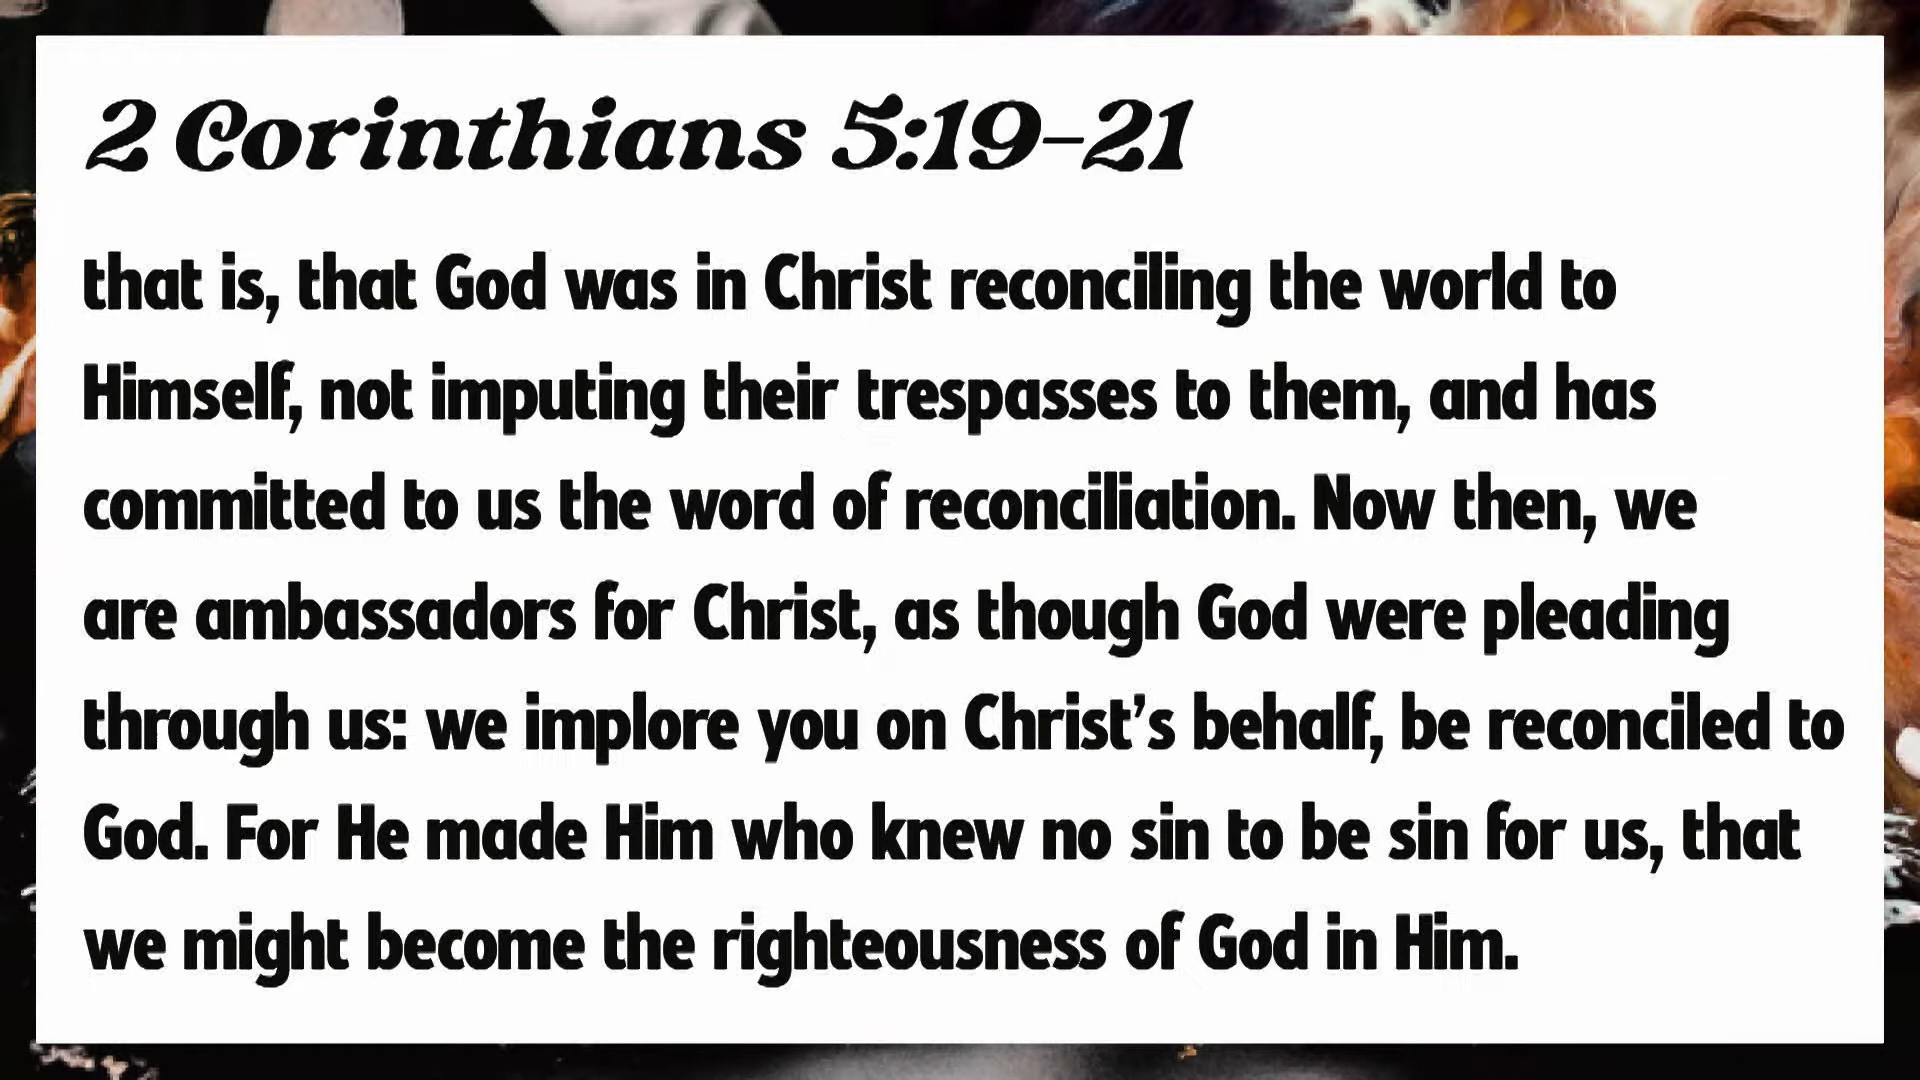 2 Corinthians 5:19–21
that is, that God was in Christ reconciling the world to
Himself, not imputing their trespasses to them, and has
committed to us the word of reconciliation. Now then, we
are ambassadors for Christ, as though God were pleading
through us: we implore you on Christ’s behalf, be reconciled to
God. For He made Him who knew no sin to be sin for us, that
we might become the righteousness of God in Him.